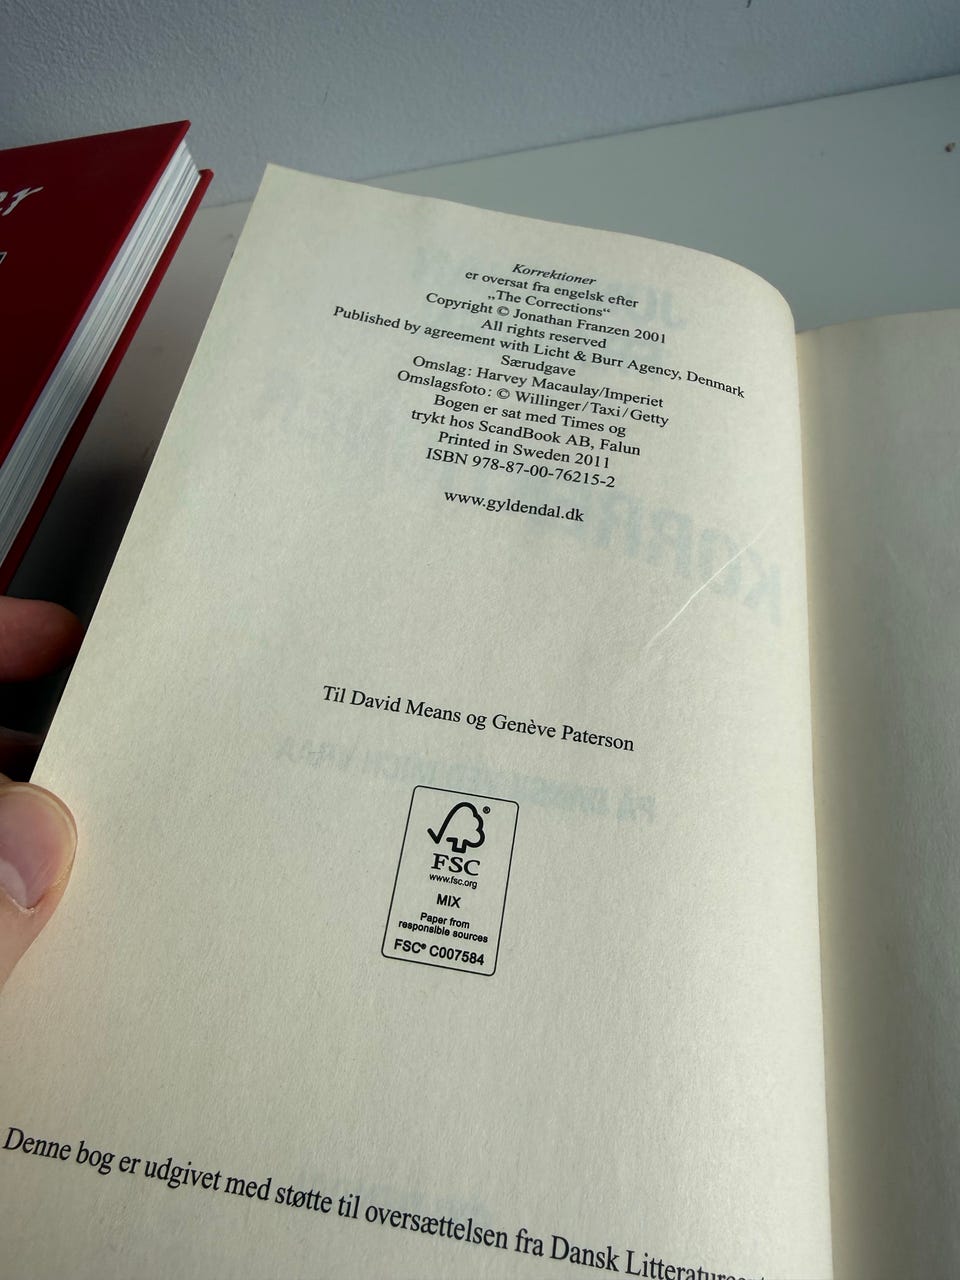 Korrektioner
er oversat fra engelsk efter
„The Corrections“
Copyright © Jonathan Franzen 2001
All rights reserved
Published by agreement with Licht & Burr Agency, Denmark
Særudgave
Omslag: Harvey Macaulay/Imperiet
Omslagsfoto: © Willinger/Taxi/Getty
Bogen er sat med Times og
trykt hos ScandBook AB, Falun
Printed in Sweden 2011
ISBN 978-87-00-76215-2
www.gyldendal.dk
Til David Means og Genève Paterson
FSC®
www.fsc.org
MIX
Paper from
responsible sources
FSC® C007584
Denne bog er udgivet med støtte til oversættelsen fra Dansk